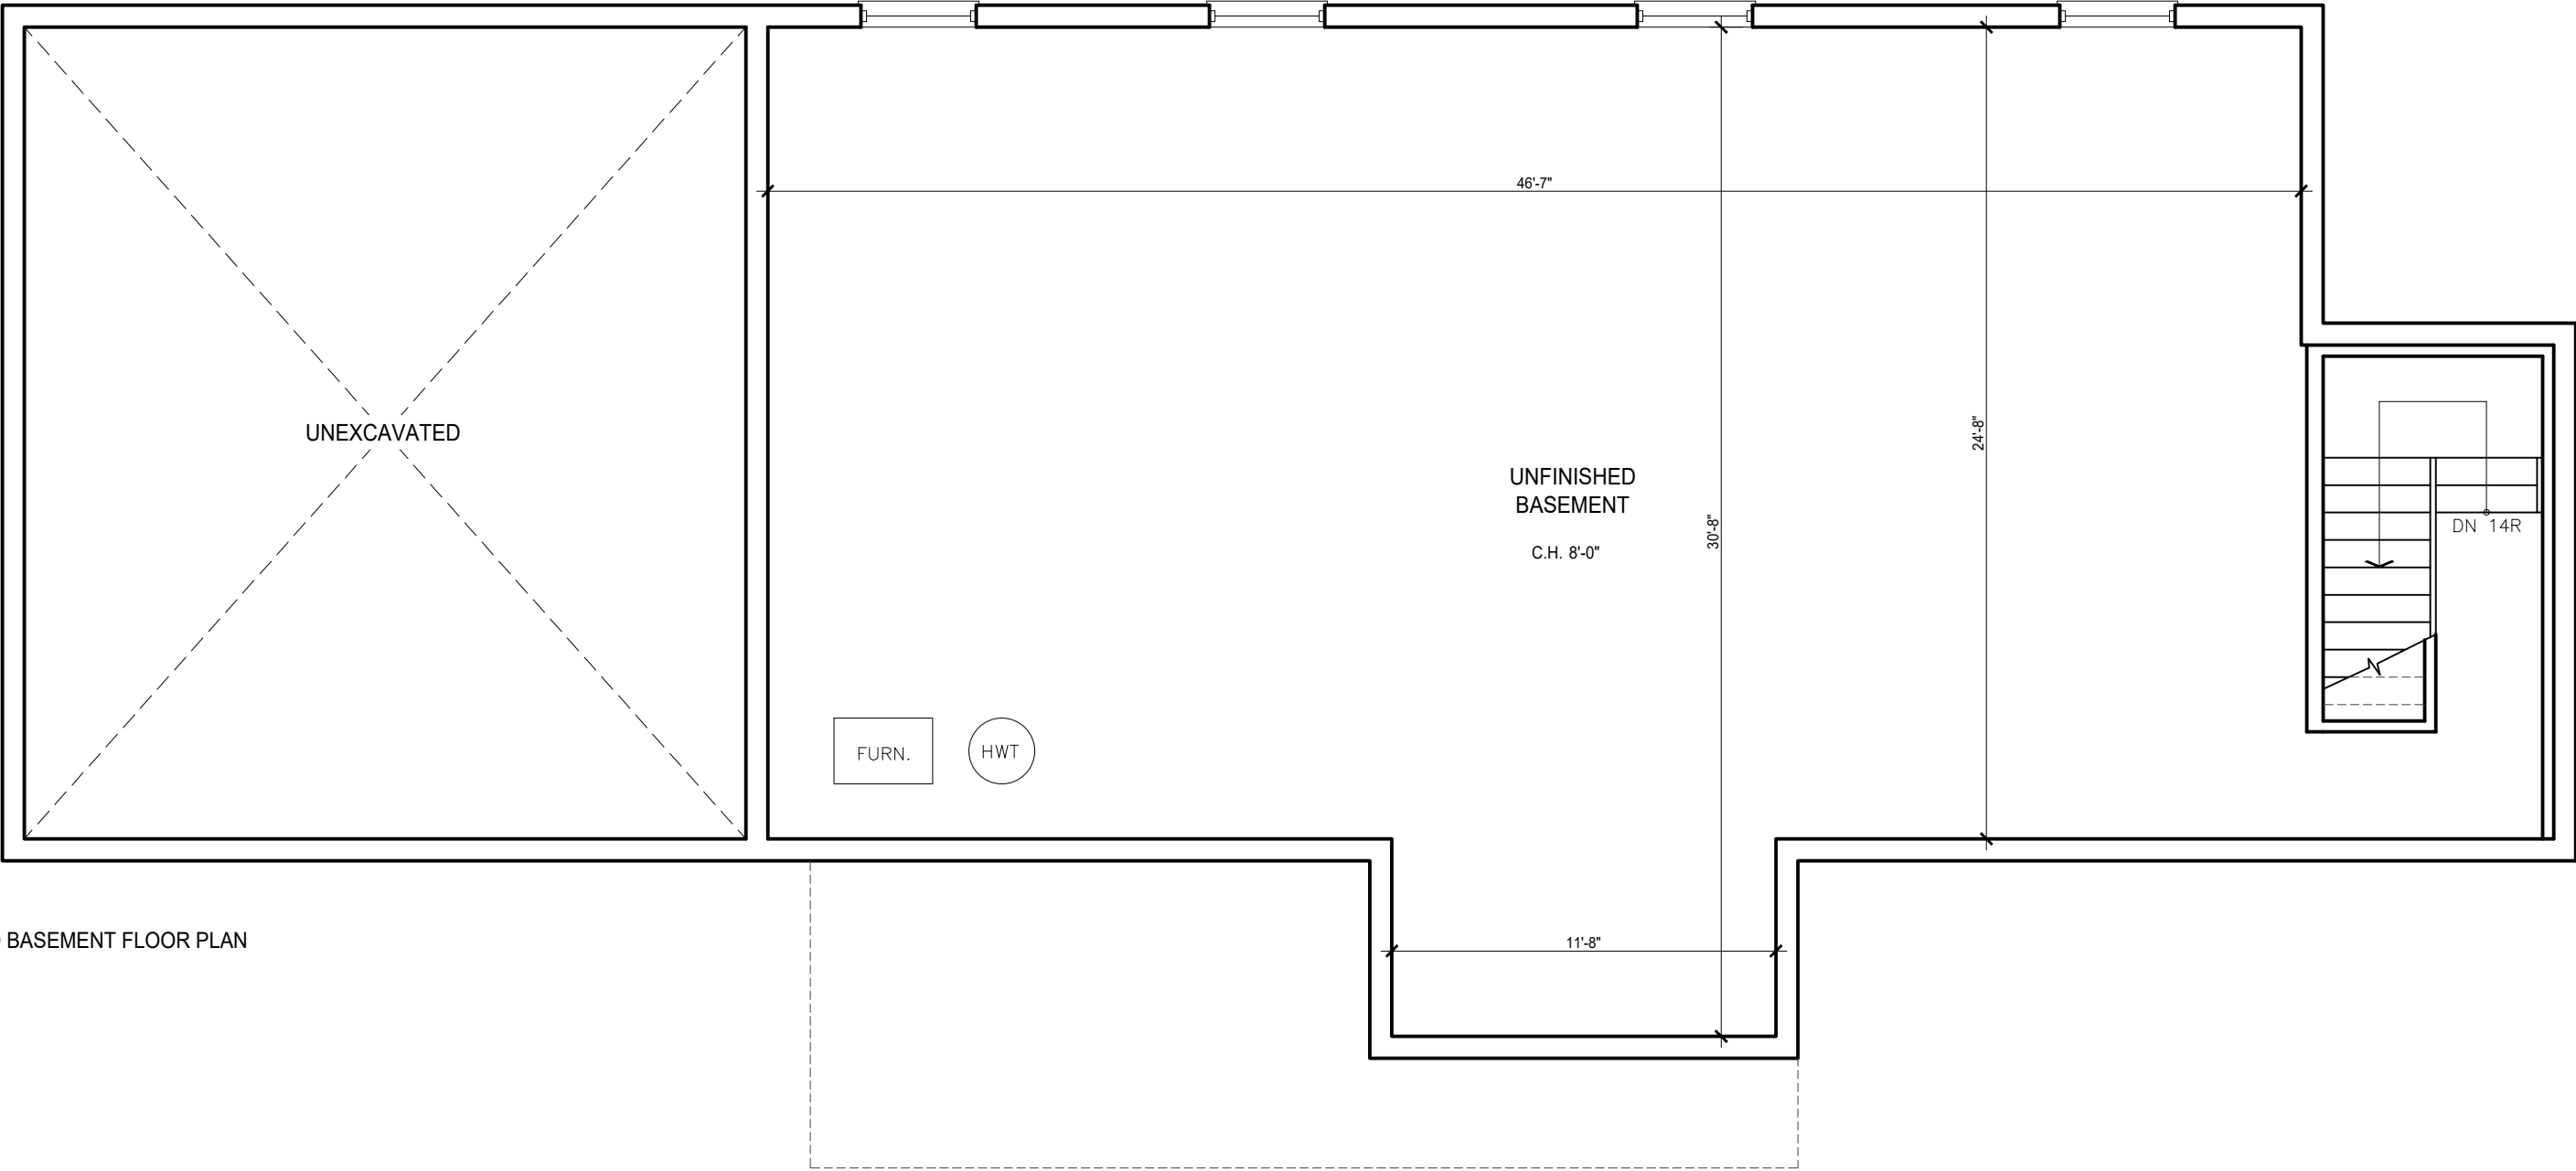 46'-7"
UNEXCAVATED
24'-8"
UNFINISHED
BASEMENT
30'-8"
C.H. 8'-0"
DN 14R
FURN.
HWT
BASEMENT FLOOR PLAN
11'-8"